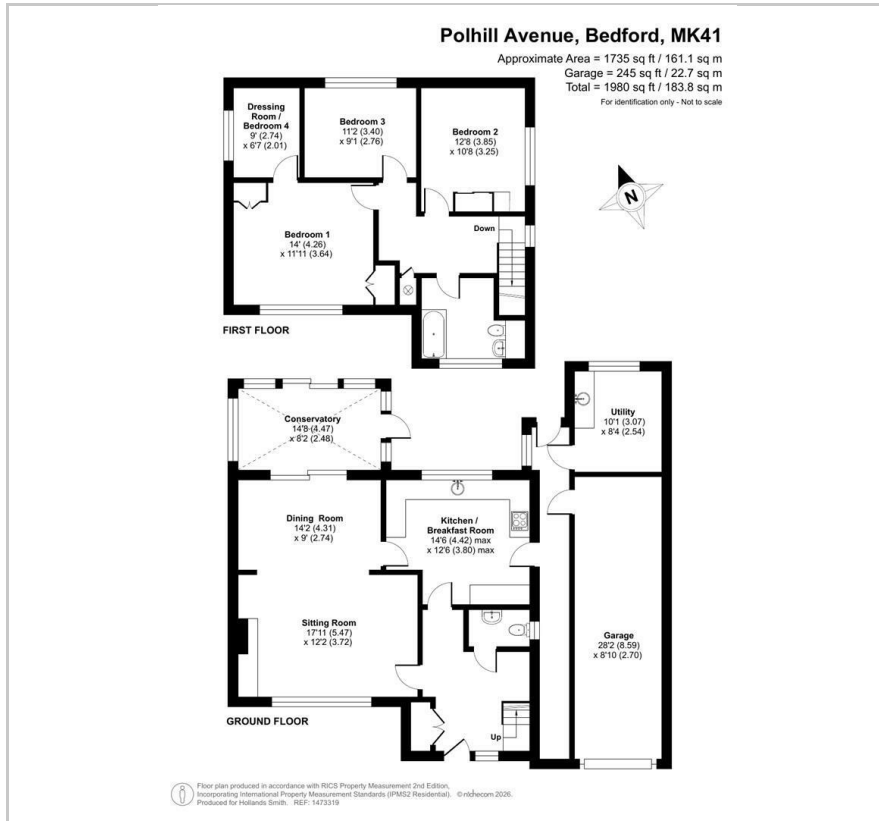 Polhill Avenue, Bedford, MK41
Approximate Area = 1735 sq ft / 161.1 sq m
Garage = 245 sq ft / 22.7 sq m
Total = 1980 sq ft / 183.8 sq m
For identification only - Not to scale
Dressing
Room /
Bedroom 4
9' (2.74)
x 6'7 (2.01)
Bedroom 3
11'2 (3.40)
x 9'1 (2.76)
Bedroom 2
12'8 (3.85)
x 10'8 (3.25)
N
Bedroom 1
14' (4.26)
x 11'11 (3.64)
Down
FIRST FLOOR
Conservatory
14'8 (4.47)
x 8'2 (2.48)
Utility
10'1 (3.07)
x 8'4 (2.54)
Dining Room
14'2 (4.31)
x 9' (2.74)
Kitchen /
Breakfast Room
14'6 (4.42) max
x 12'6 (3.80) max
Sitting Room
17'11 (5.47)
x 12'2 (3.72)
Garage
28'2 (8.59)
x 8'10 (2.70)
Up
GROUND FLOOR
Floor plan produced in accordance with RICS Property Measurement 2nd Edition,
Incorporating International Property Measurement Standards (IPMS2 Residential). © nichecom 2026.
Produced for Hollands Smith. REF: 1473319